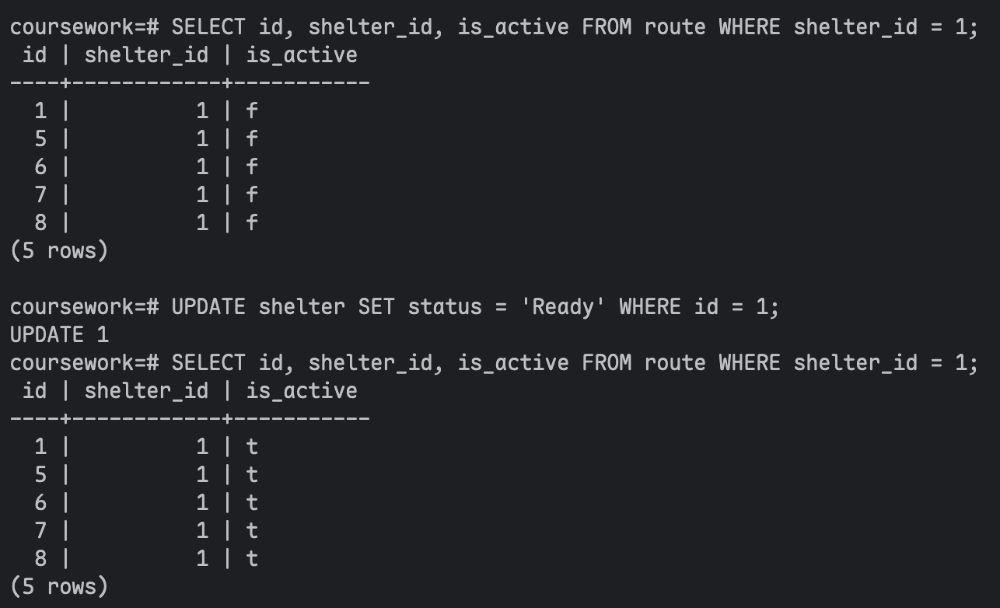 coursework=# SELECT id, shelter_id, is_active FROM route WHERE shelter_id = 1;
 id | shelter_id | is_active
----+------------+-----------
  1 |          1 | f
  5 |          1 | f
  6 |          1 | f
  7 |          1 | f
  8 |          1 | f
(5 rows)

coursework=# UPDATE shelter SET status = 'Ready' WHERE id = 1;
UPDATE 1
coursework=# SELECT id, shelter_id, is_active FROM route WHERE shelter_id = 1;
 id | shelter_id | is_active
----+------------+-----------
  1 |          1 | t
  5 |          1 | t
  6 |          1 | t
  7 |          1 | t
  8 |          1 | t
(5 rows)